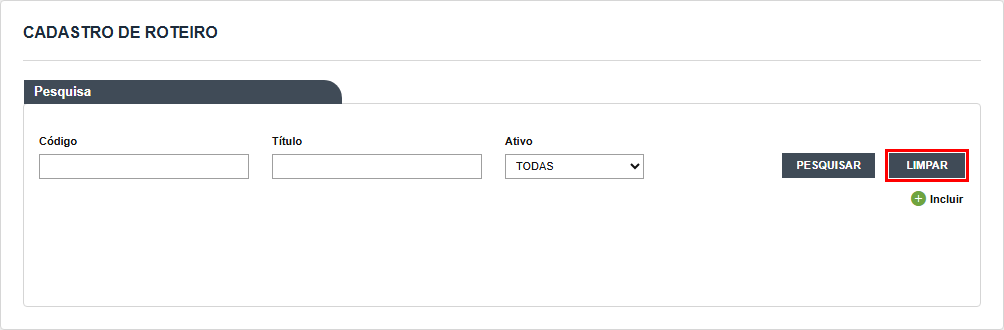 CADASTRO DE ROTEIRO
Pesquisa
Código Título Ativo
TODAS PESQUISAR LIMPAR
Incluir